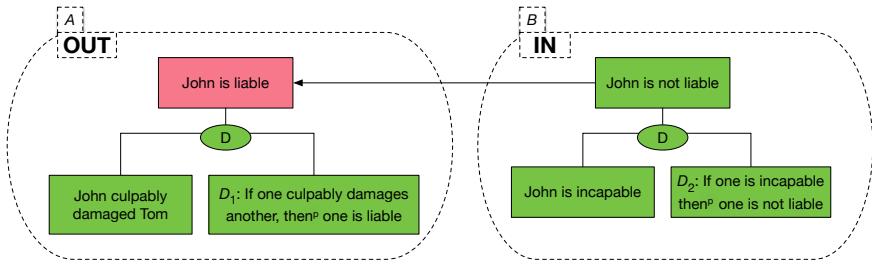 A
OUT
John is liable
D
John culpably
damaged Tom
D₁: If one culpably damages
another, thenᵖ one is liable
B
IN
John is not liable
D
John is incapable
D₂: If one is incapable
thenᵖ one is not liable